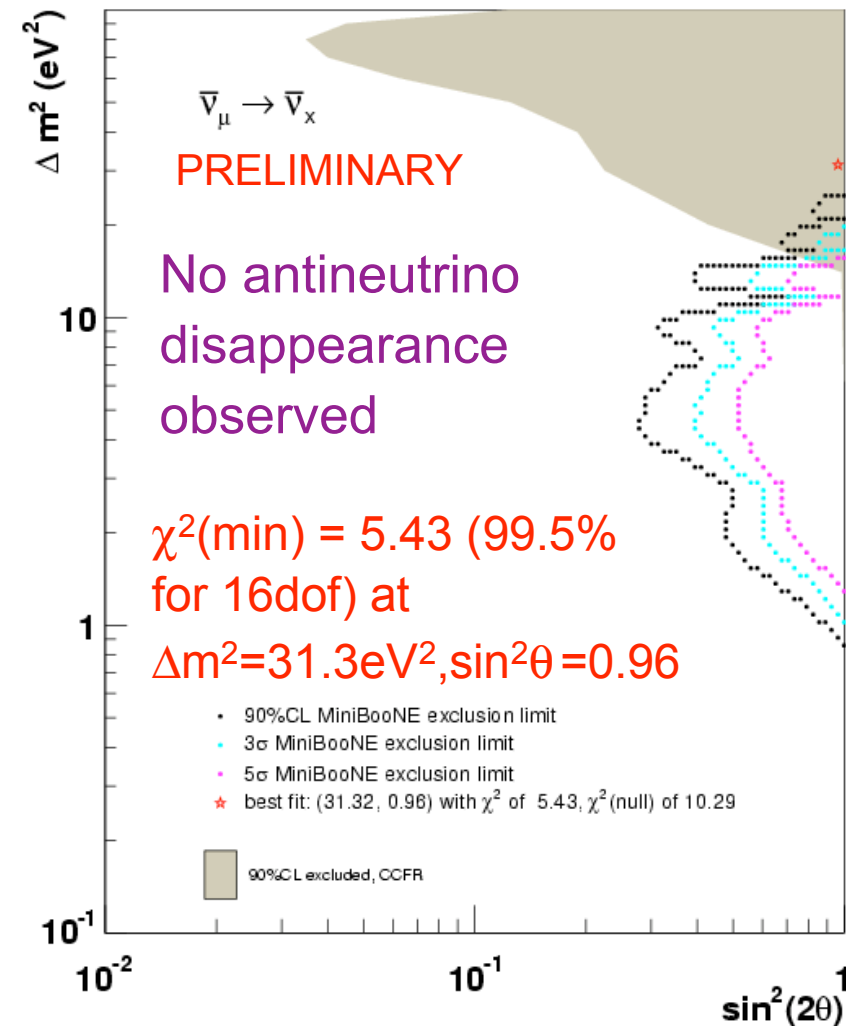 Δ m² (eV²)
ν̅μ → ν̅x
PRELIMINARY
No antineutrino
disappearance
observed
10
χ²(min) = 5.43 (99.5%
for 16dof) at
1
Δm²=31.3eV²,sin²θ =0.96
90%CL MiniBooNE exclusion limit
3σ MiniBooNE exclusion limit
5σ MiniBooNE exclusion limit
best fit: (31.32, 0.96) with χ² of 5.43, χ²(null) of 10.29
90%CL excluded, CCFR
10⁻¹
10⁻² 10⁻¹ 1
sin²(2θ)